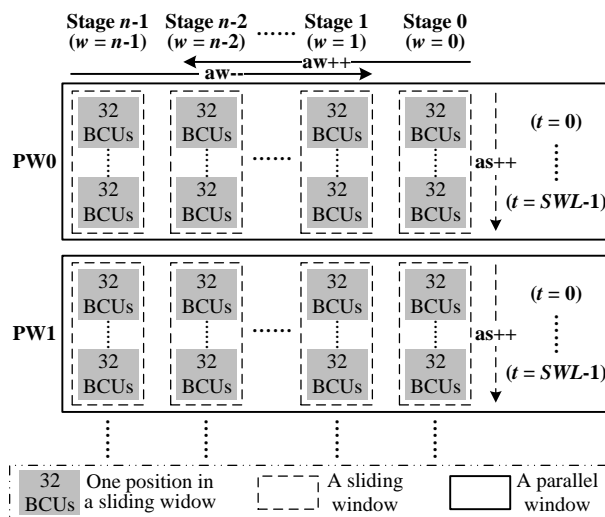 Stage n-1 Stage n-2 Stage 1 Stage 0
(w = n-1) (w = n-2) ...... (w = 1) (w = 0)
aw++
aw--
PW0
32 BCUs 32 BCUs 32 BCUs 32 BCUs
......
32 BCUs 32 BCUs 32 BCUs 32 BCUs
as++
(t = 0)
(t = SWL-1)
PW1
32 BCUs 32 BCUs 32 BCUs 32 BCUs
......
32 BCUs 32 BCUs 32 BCUs 32 BCUs
as++
(t = 0)
(t = SWL-1)
32 BCUs
One position in
a sliding widow
A sliding
window
A parallel
window